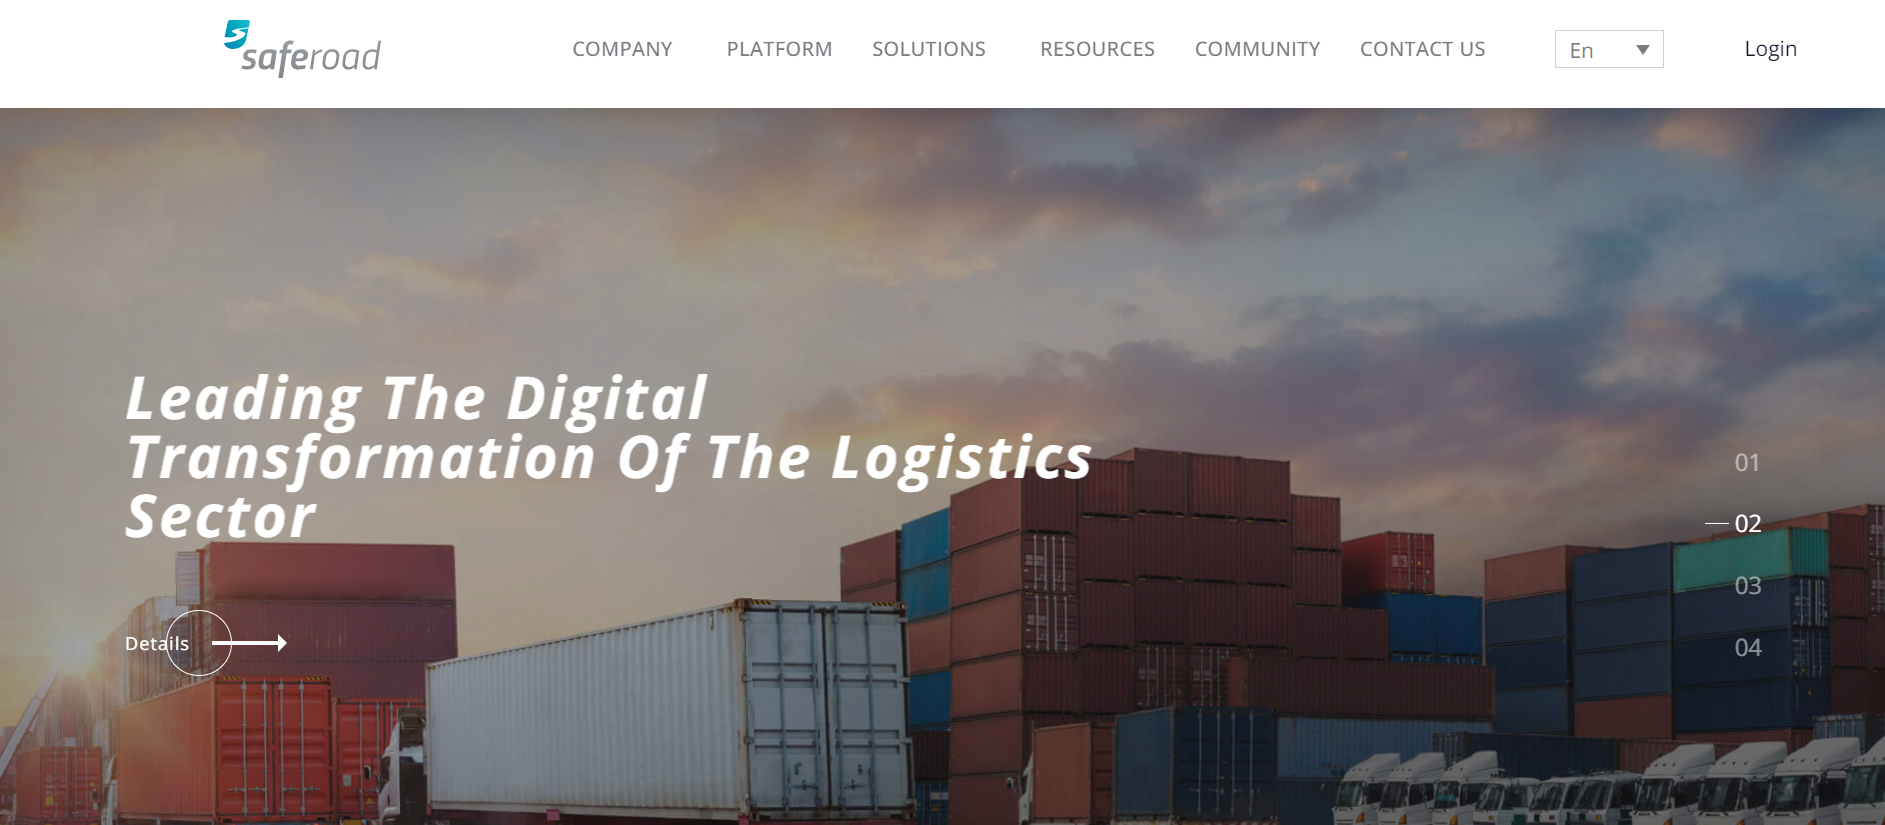 saferoad
COMPANY PLATFORM SOLUTIONS RESOURCES COMMUNITY CONTACT US
En
Login
Leading The Digital
Transformation Of The Logistics
Sector
Details
01
02
03
04